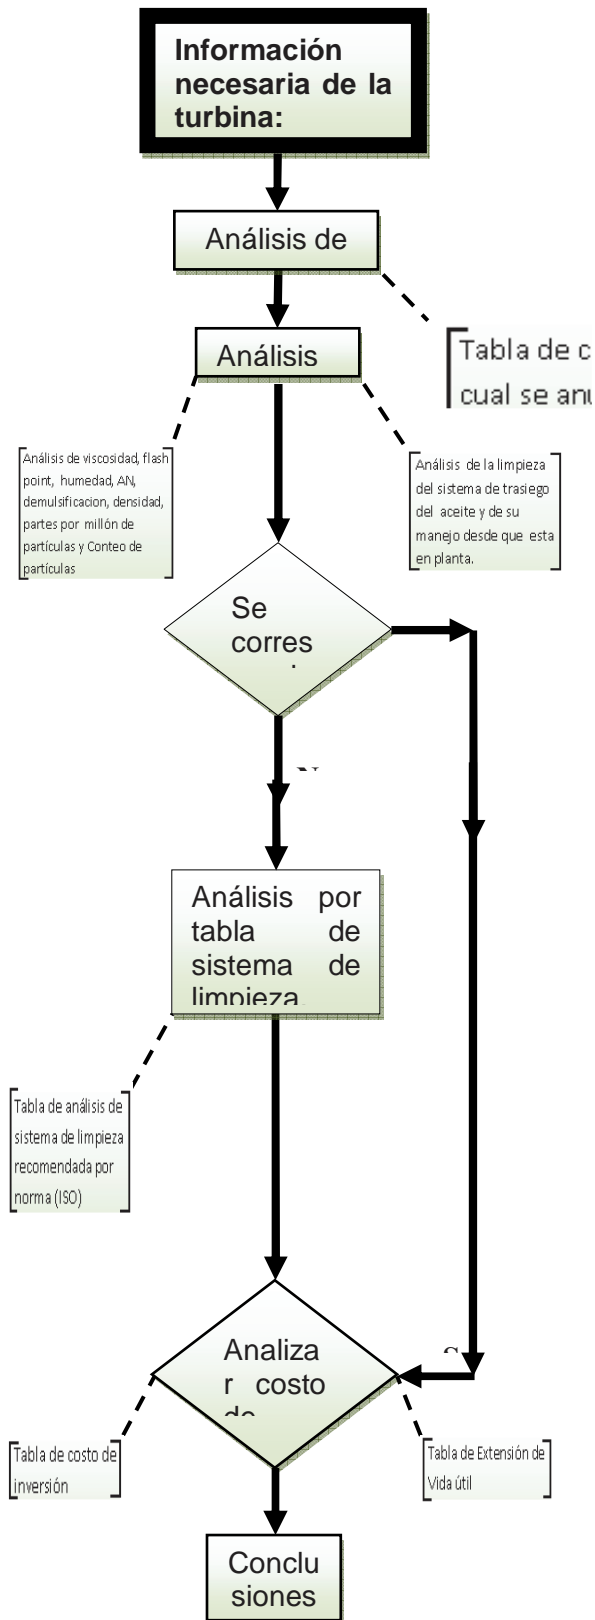 Información
necesaria de la
turbina:
Análisis de
Tabla de c
cual se anu
Análisis
Análisis de viscosidad, flash
point, humedad, AN,
demulsificacion, densidad,
partes por millón de
partículas y Conteo de
partículas
Análisis de la limpieza
del sistema de trasiego
del aceite y de su
manejo desde que esta
en planta.
Se
corres
Análisis por
tabla de
sistema de
limpieza.
Tabla de análisis de
sistema de limpieza
recomendada por
norma (ISO)
Analiza
r costo
de
Tabla de costo de
inversión
Tabla de Extensión de
Vida útil
Conclu
siones